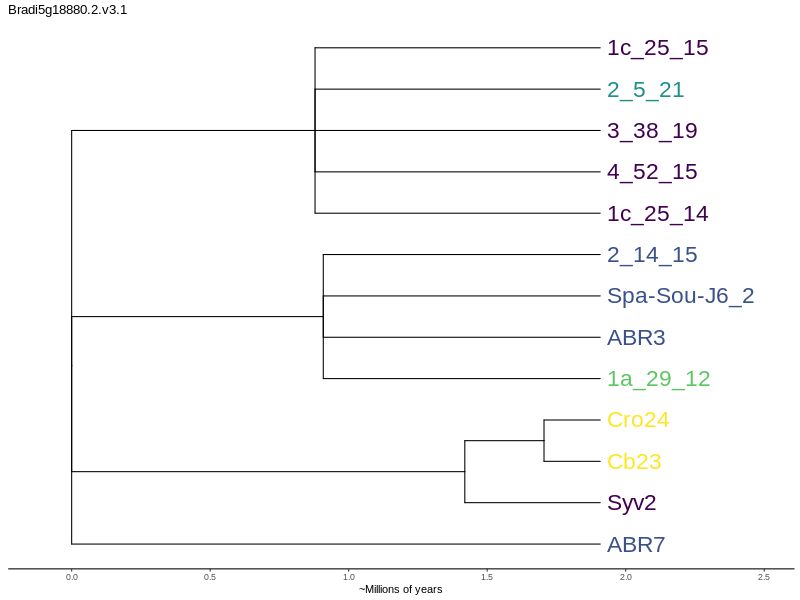 Bradi5g18880.2.v3.1
1c_25_15
2_5_21
3_38_19
4_52_15
1c_25_14
2_14_15
Spa-Sou-J6_2
ABR3
1a_29_12
Cro24
Cb23
Syv2
ABR7
0.0 0.5 1.0 1.5 2.0 2.5
~Millions of years